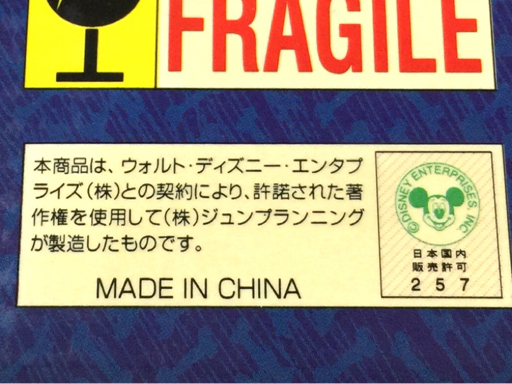 FRAGILE
本商品は、ウォルト・ディズニー・エンタプ
ライズ(株)との契約により、許諾された著
作権を使用して(株)ジュンプランニング
が製造したものです。
MADE IN CHINA
©DISNEY ENTERPRISES INC
日本国内
販売許可
257